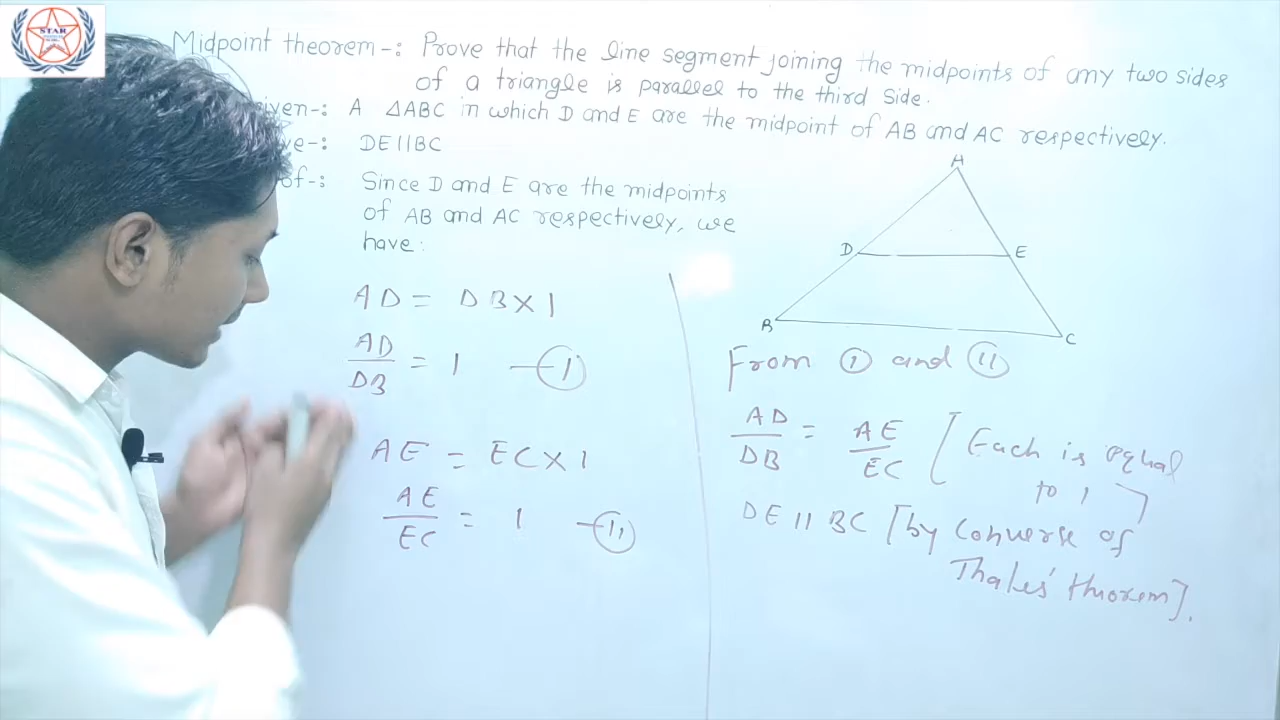 STAR
Midpoint theorem-: Prove that the line segment joining the midpoints of any two sides
of a triangle is parallel to the third side.
iven-: A ΔABC in which D and E are the midpoint of AB and AC respectively.
ve-: DE||BC
of-: Since D and E are the midpoints
of AB and AC respectively, we
have:
AD = DB×1
AD/DB = 1 —(I)
AE = EC×1
AE/EC = 1 —(II)
A
D E
B C
From (I) and (II)
AD/DB = AE/EC [Each is equal
to 1]
DE||BC [by converse of
Thales' theorem].